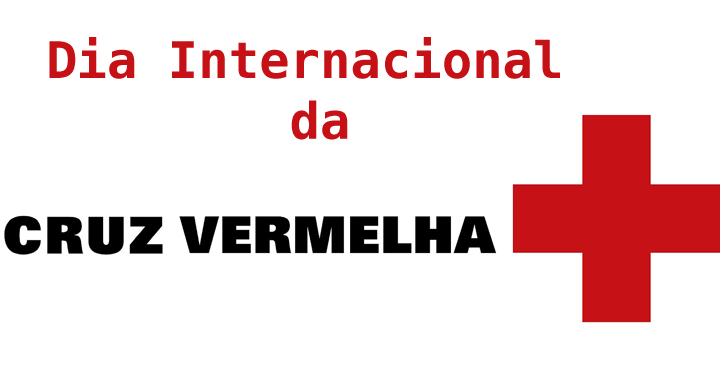 Dia Internacional
da
CRUZ VERMELHA